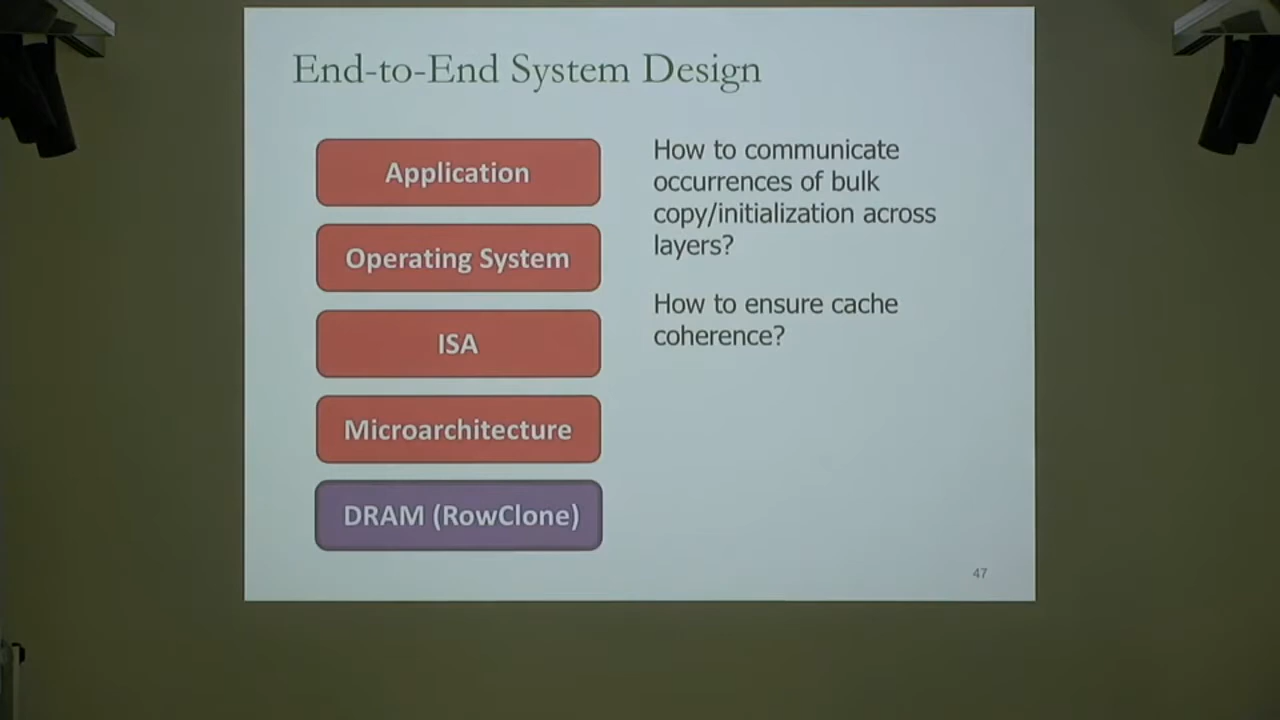 End-to-End System Design
Application
Operating System
ISA
Microarchitecture
DRAM (RowClone)
How to communicate
occurrences of bulk
copy/initialization across
layers?
How to ensure cache
coherence?
47